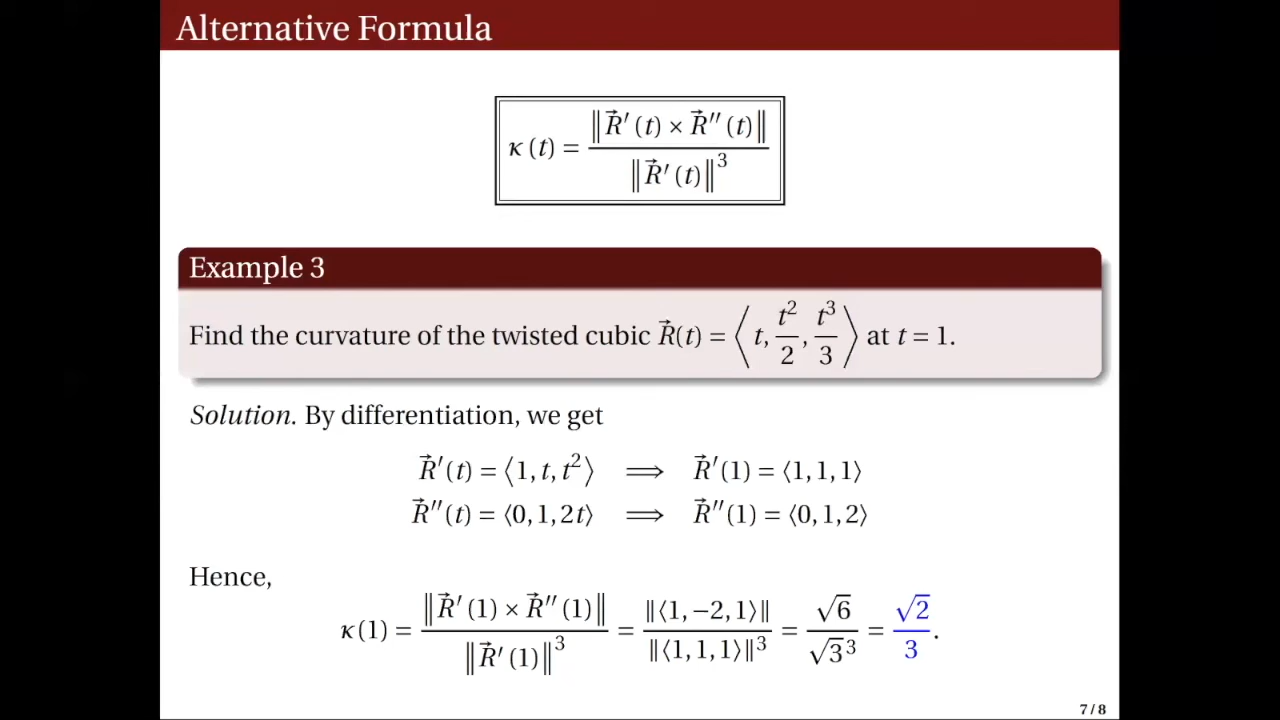 Alternative Formula
κ(t) = ‖R⃗′(t) × R⃗″(t)‖ / ‖R⃗′(t)‖³
Example 3
Find the curvature of the twisted cubic R⃗(t) = ⟨t, t²/2, t³/3⟩ at t = 1.
Solution. By differentiation, we get
R⃗′(t) = ⟨1, t, t²⟩ ⟹ R⃗′(1) = ⟨1, 1, 1⟩
R⃗″(t) = ⟨0, 1, 2t⟩ ⟹ R⃗″(1) = ⟨0, 1, 2⟩
Hence,
κ(1) = ‖R⃗′(1) × R⃗″(1)‖ / ‖R⃗′(1)‖³ = ‖⟨1, −2, 1⟩‖ / ‖⟨1, 1, 1⟩‖³ = √6 / √3³ = √2 / 3.
7 / 8